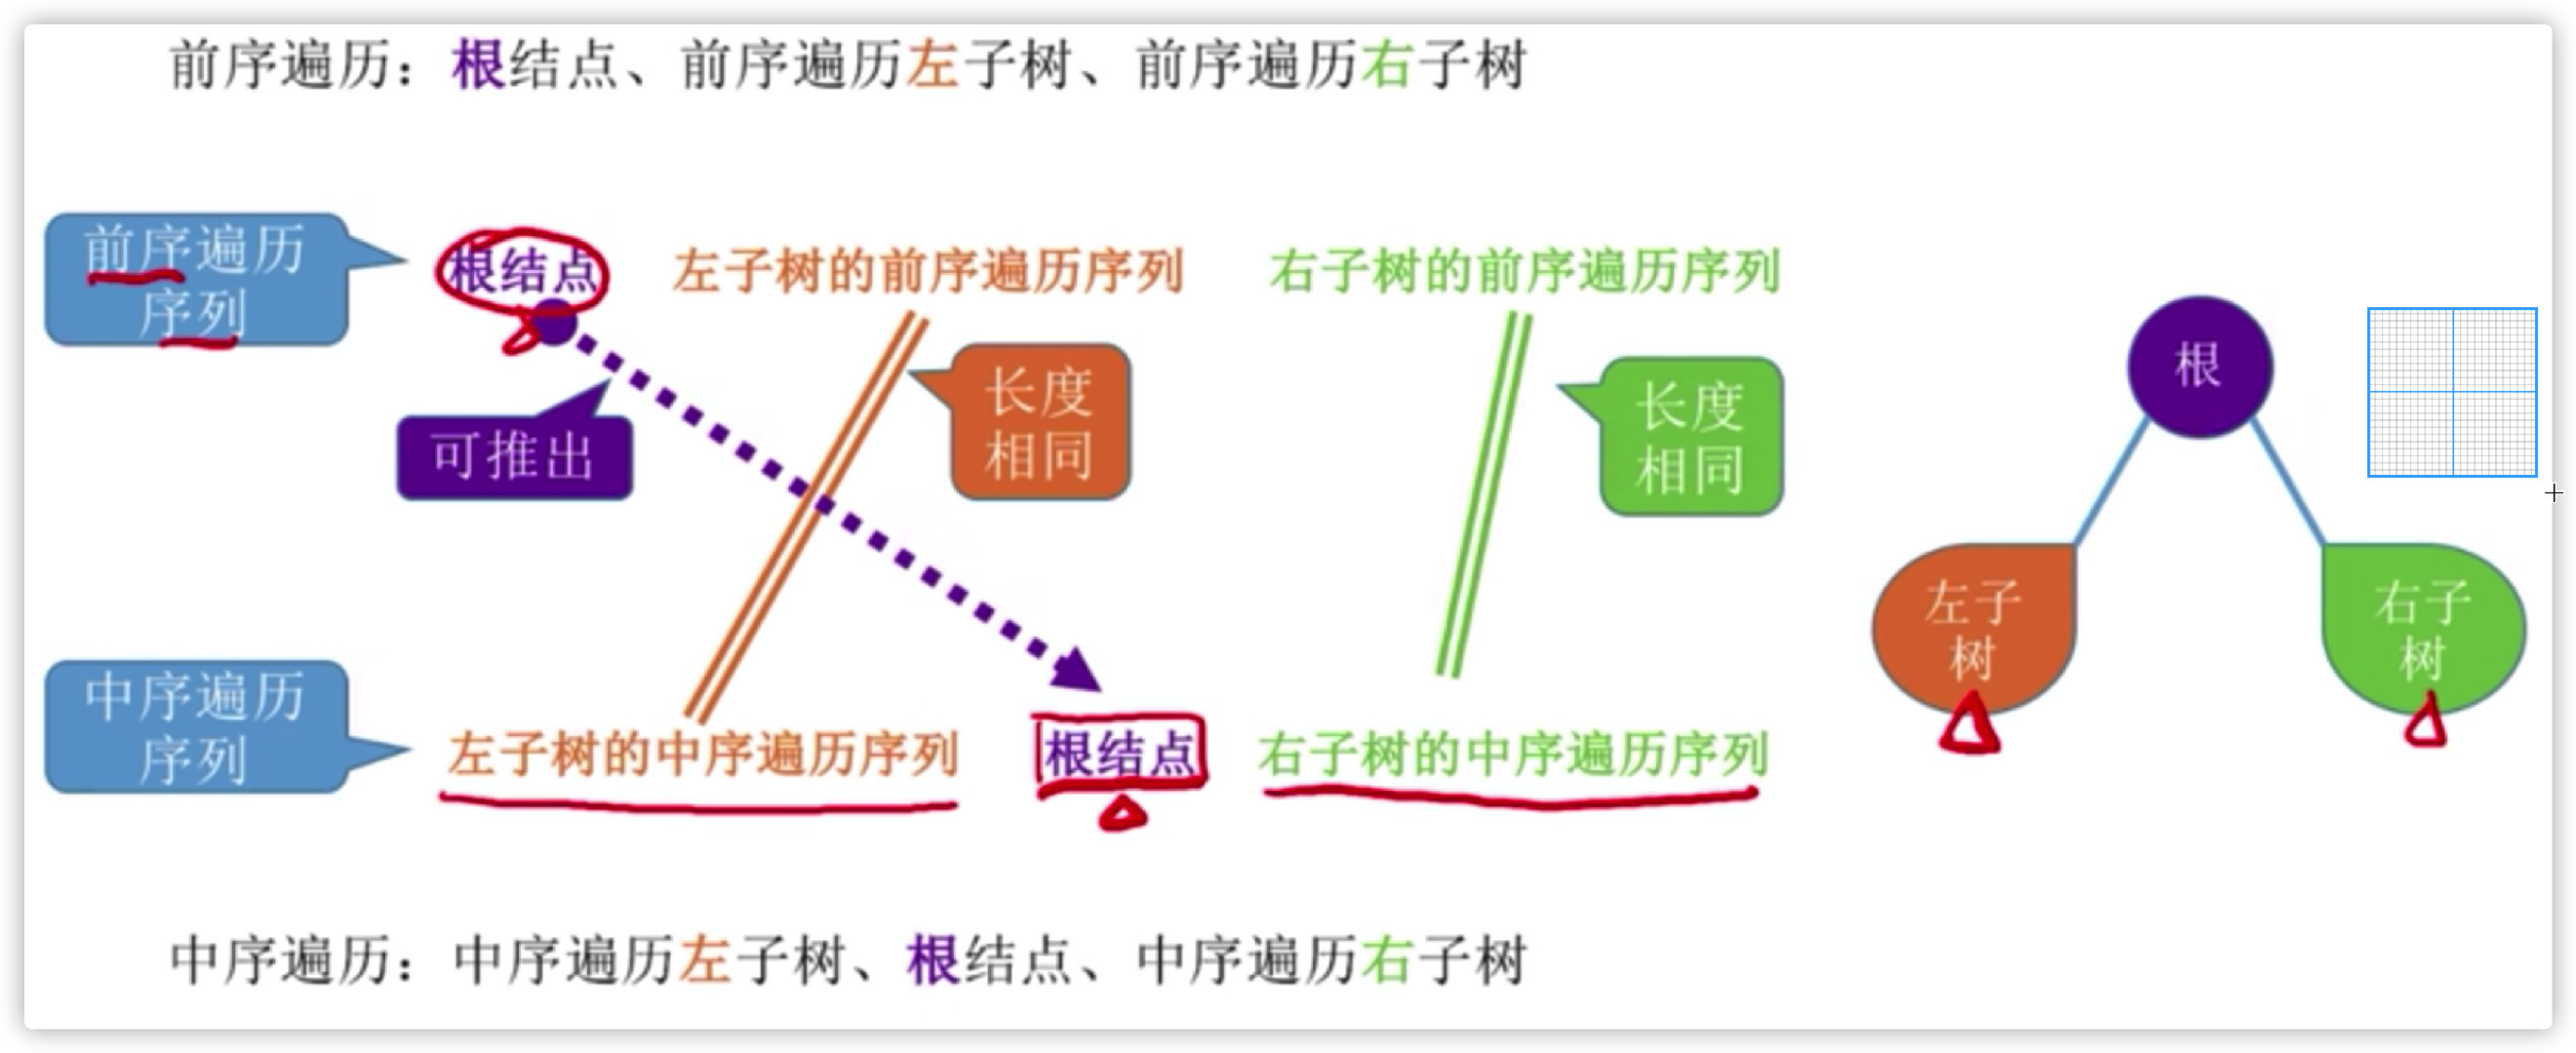 前序遍历：根结点、前序遍历左子树、前序遍历右子树
前序遍历
序列
根结点
左子树的前序遍历序列
右子树的前序遍历序列
可推出
长度
相同
长度
相同
根
左子
树
右子
树
中序遍历
序列
左子树的中序遍历序列
根结点
右子树的中序遍历序列
中序遍历：中序遍历左子树、根结点、中序遍历右子树